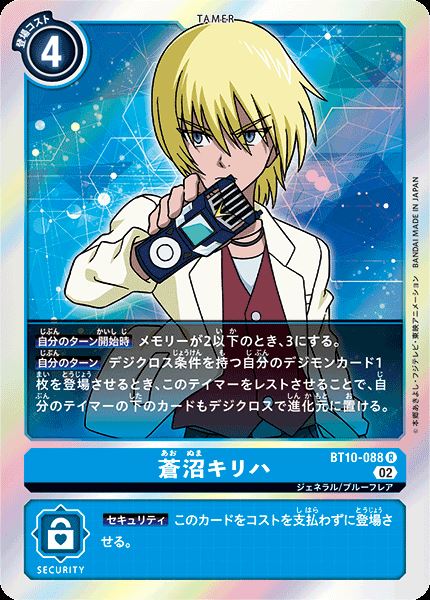 TAMER
登場コスト
4
自分のターン開始時 メモリーが2以下のとき、3にする。
自分のターン デジクロス条件を持つ自分のデジモンカード1
枚を登場させるとき、このテイマーをレストさせることで、自
分のテイマーの下のカードもデジクロスで進化元に置ける。
©本郷あきよし・フジテレビ・東映アニメーション BANDAI MADE IN JAPAN
BT10-088 R
あお ぬま
蒼沼キリハ
02
ジェネラル/ブルーフレア
セキュリティ このカードをコストを支払わずに登場さ
せる。
SECURITY